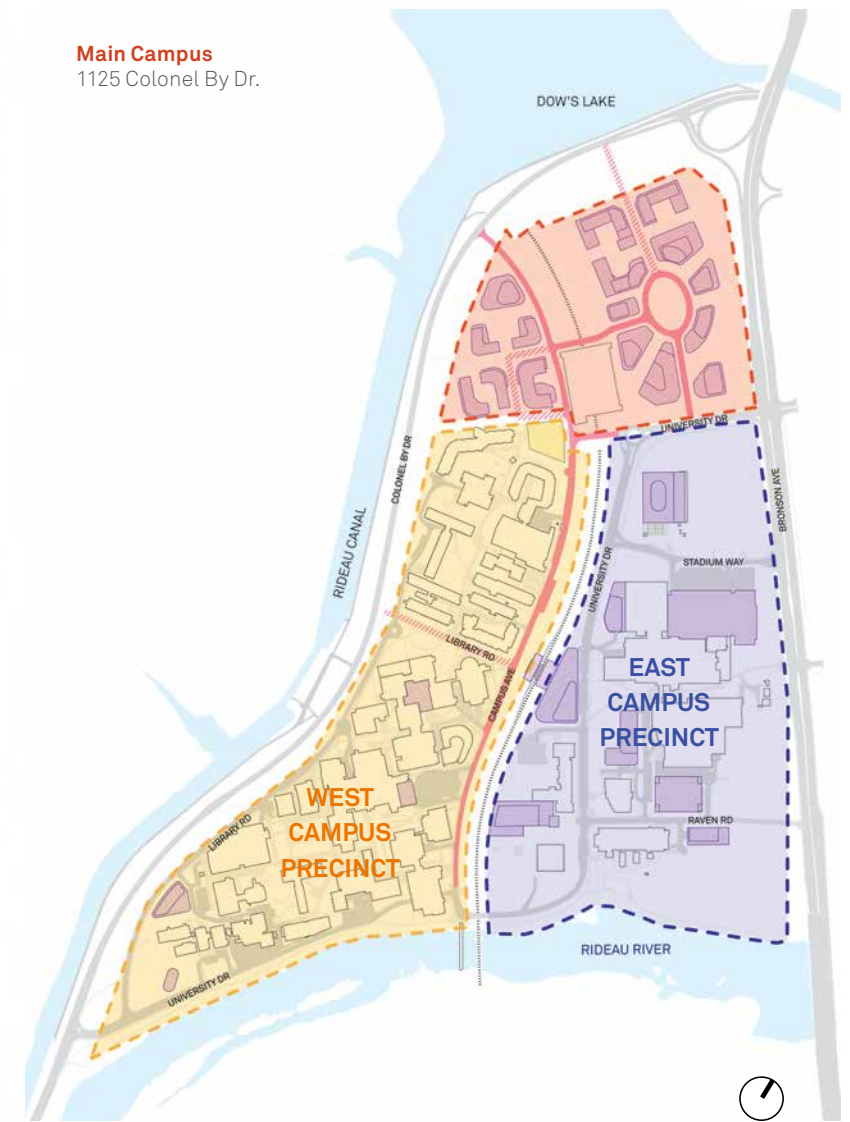 Main Campus
1125 Colonel By Dr.
DOW'S LAKE
UNIVERSITY DR
COLONEL BY DR
BRONSON AVE
RIDEAU CANAL
STADIUM WAY
UNIVERSITY DR
LIBRARY RD
EAST
CAMPUS
PRECINCT
CAMPUS AVE
WEST
CAMPUS
PRECINCT
LIBRARY RD
RAVEN RD
RIDEAU RIVER
UNIVERSITY DR